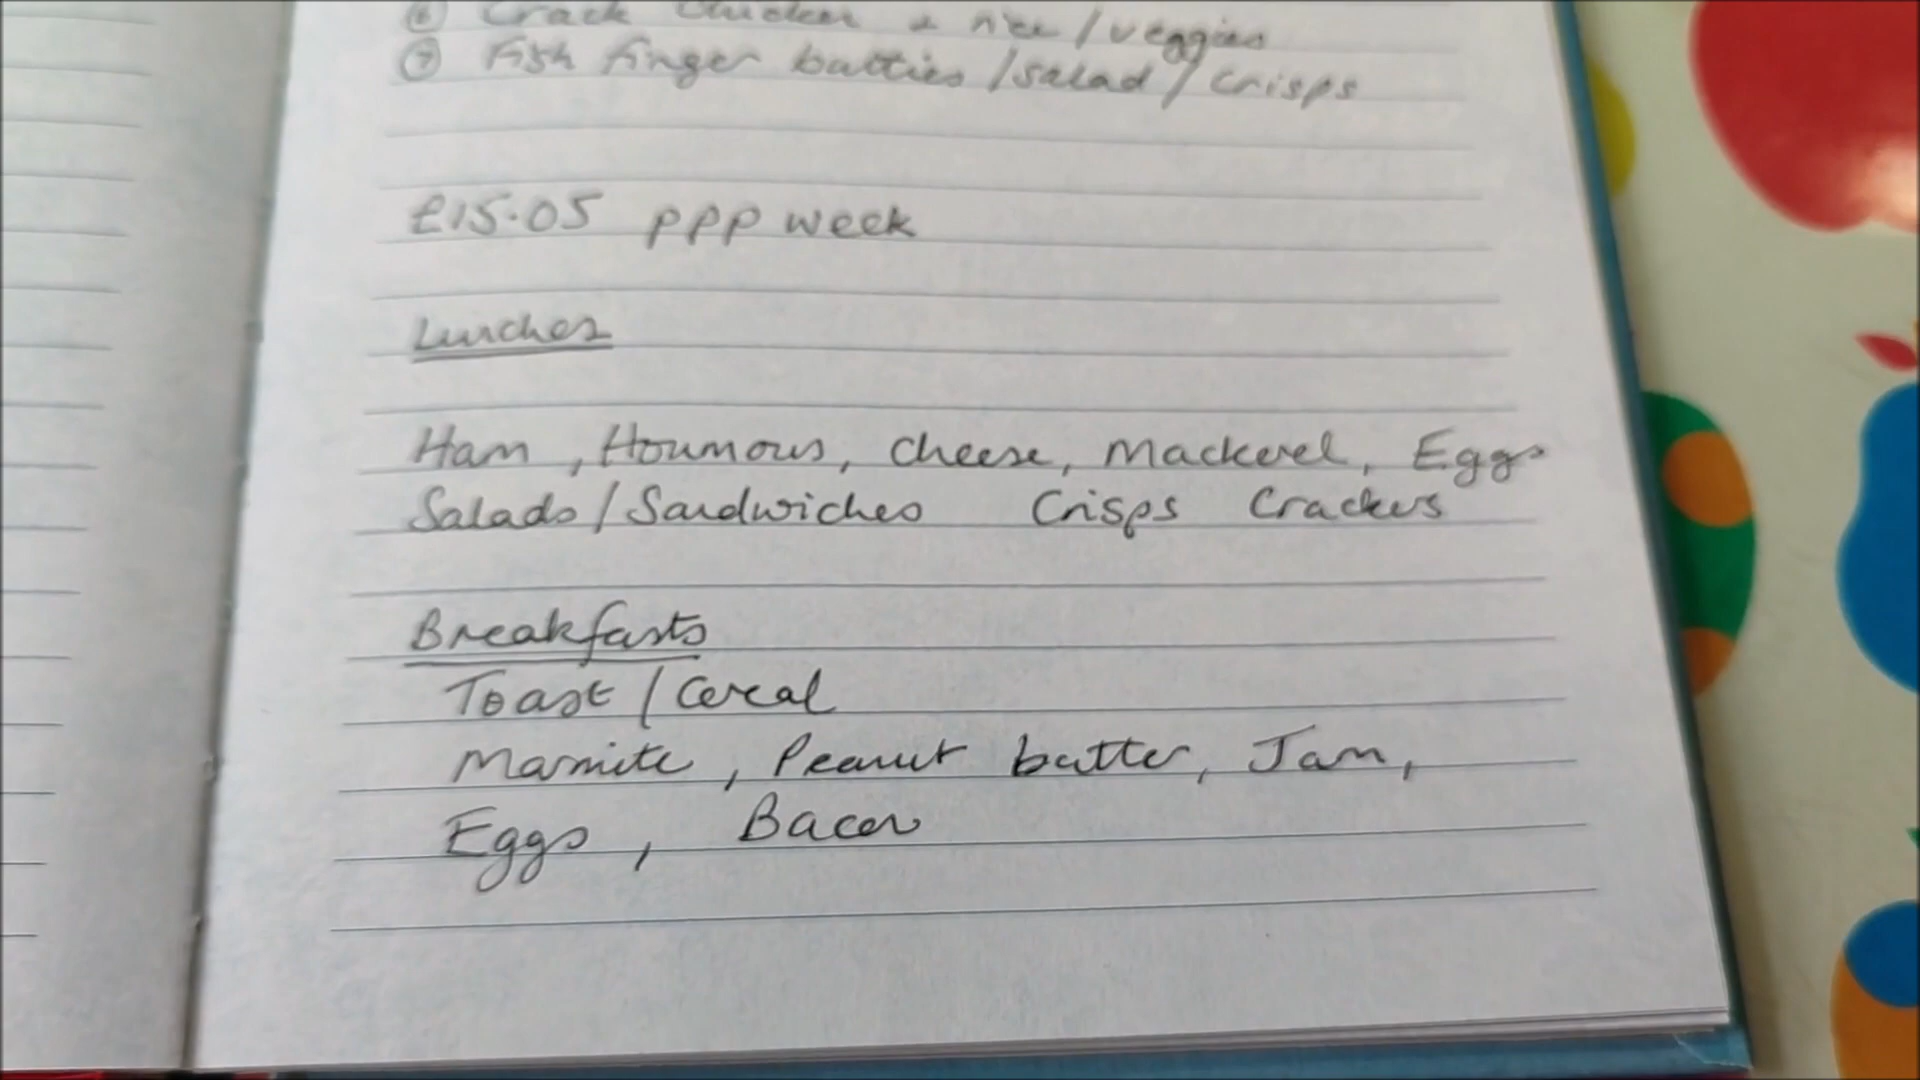 ⑥ Crack Chicken + rice / veggies
⑦ Fish finger butties / salad / crisps
£15.05 ppp week
Lunches
Ham , Houmous, Cheese, Mackerel, Eggs
Salads / Sandwiches Crisps Crackers
Breakfasts
Toast / Cereal
Marmite , Peanut butter, Jam,
Eggs , Bacon